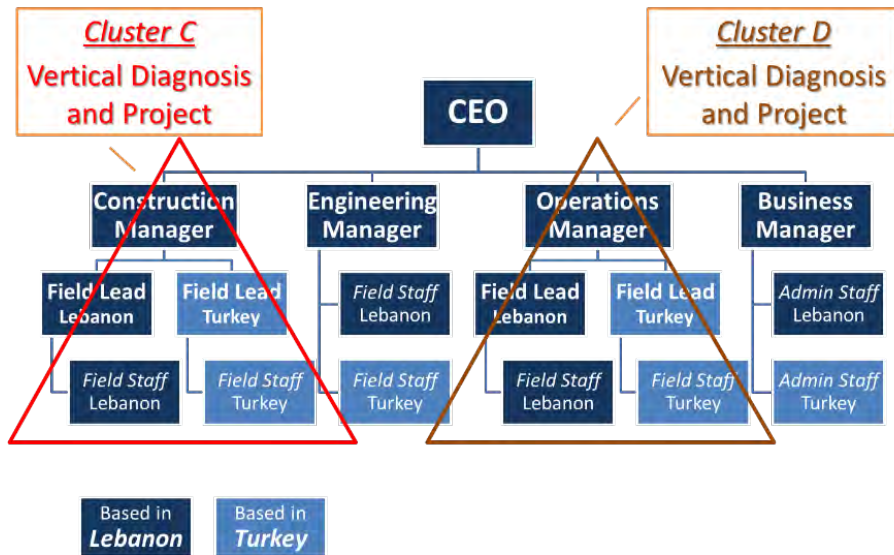 Cluster C
Vertical Diagnosis
and Project
Cluster D
Vertical Diagnosis
and Project
CEO
Construction
Manager
Engineering
Manager
Operations
Manager
Business
Manager
Field Lead
Lebanon
Field Lead
Turkey
Field Staff
Lebanon
Field Lead
Lebanon
Field Lead
Turkey
Admin Staff
Lebanon
Field Staff
Lebanon
Field Staff
Turkey
Field Staff
Turkey
Field Staff
Lebanon
Field Staff
Turkey
Admin Staff
Turkey
Based in
Lebanon
Based in
Turkey